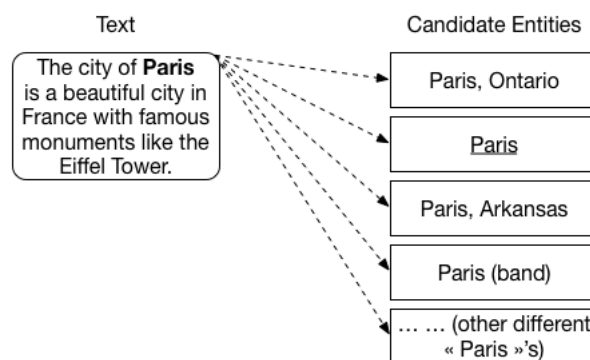 Text
The city of Paris
is a beautiful city in
France with famous
monuments like the
Eiffel Tower.
Candidate Entities
Paris, Ontario
Paris
Paris, Arkansas
Paris (band)
... ... (other different
« Paris »'s)